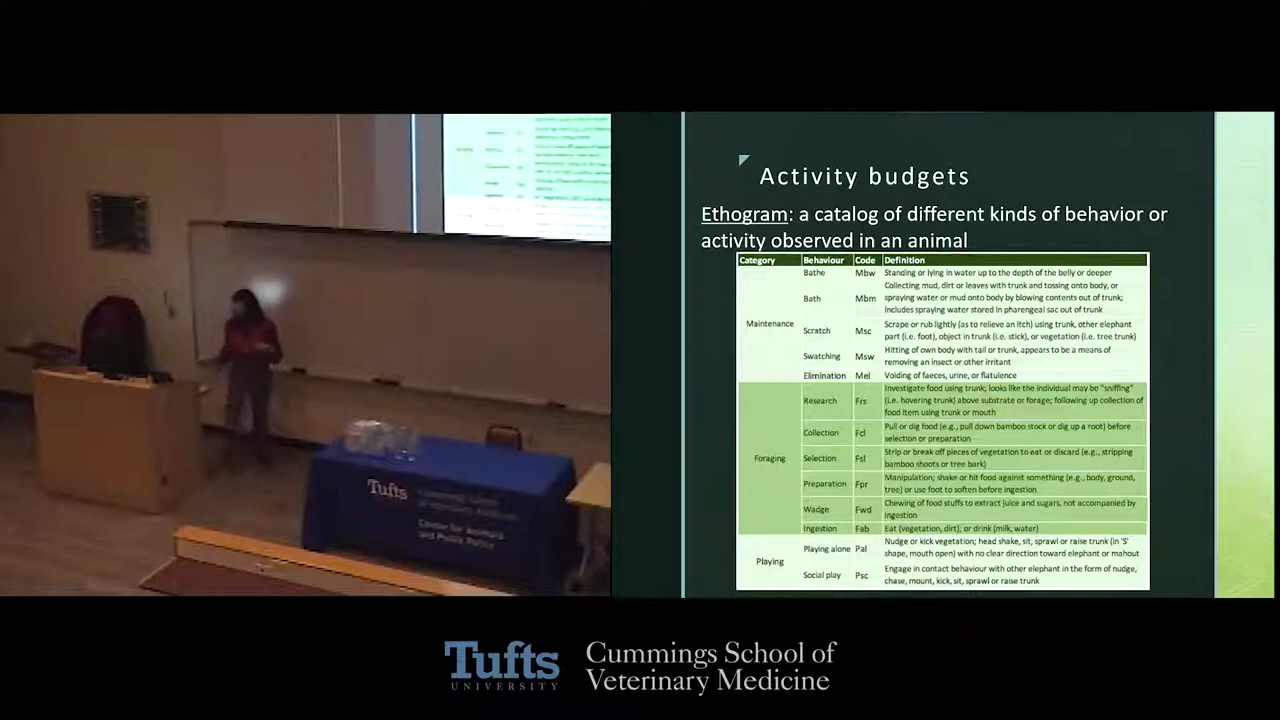 Activity budgets
Ethogram: a catalog of different kinds of behavior or
activity observed in an animal
Category Behaviour Code Definition
Maintenance
Bathe Mbw Standing or lying in water up to the depth of the belly or deeper
Bath Mbm Collecting mud, dirt or leaves with trunk and tossing onto body, or
spraying water or mud onto body by blowing contents out of trunk;
includes spraying water stored in pharengeal sac out of trunk
Scratch Msc Scrape or rub lightly (as to relieve an itch) using trunk, other elephant
part (i.e. foot), object in trunk (i.e. stick), or vegetation (i.e. tree trunk)
Swatching Msw Hitting of own body with tail or trunk, appears to be a means of
removing an insect or other irritant
Elimination Mel Voiding of faeces, urine, or flatulence
Foraging
Research Frs Investigate food using trunk; looks like the individual may be "sniffing"
(i.e. hovering trunk) above substrate or forage; following up collection of
food item using trunk or mouth
Collection Fcl Pull or dig food (e.g., pull down bamboo stock or dig up a root) before
selection or preparation
Selection Fsl Strip or break off pieces of vegetation to eat or discard (e.g., stripping
bamboo shoots or tree bark)
Preparation Fpr Manipulation; shake or hit food against something (e.g., body, ground,
tree) or use foot to soften before ingestion
Wadge Fwd Chewing of food stuffs to extract juice and sugars, not accompanied by
ingestion
Ingestion Fab Eat (vegetation, dirt); or drink (milk, water)
Playing
Playing alone Pal Nudge or kick vegetation; head shake, sit, sprawl or raise trunk (in 'S'
shape, mouth open) with no clear direction toward elephant or mahout
Social play Psc Engage in contact behaviour with other elephant in the form of nudge,
chase, mount, kick, sit, sprawl or raise trunk
Tufts
Center for Animals
and Public Policy
Tufts
UNIVERSITY
Cummings School of
Veterinary Medicine